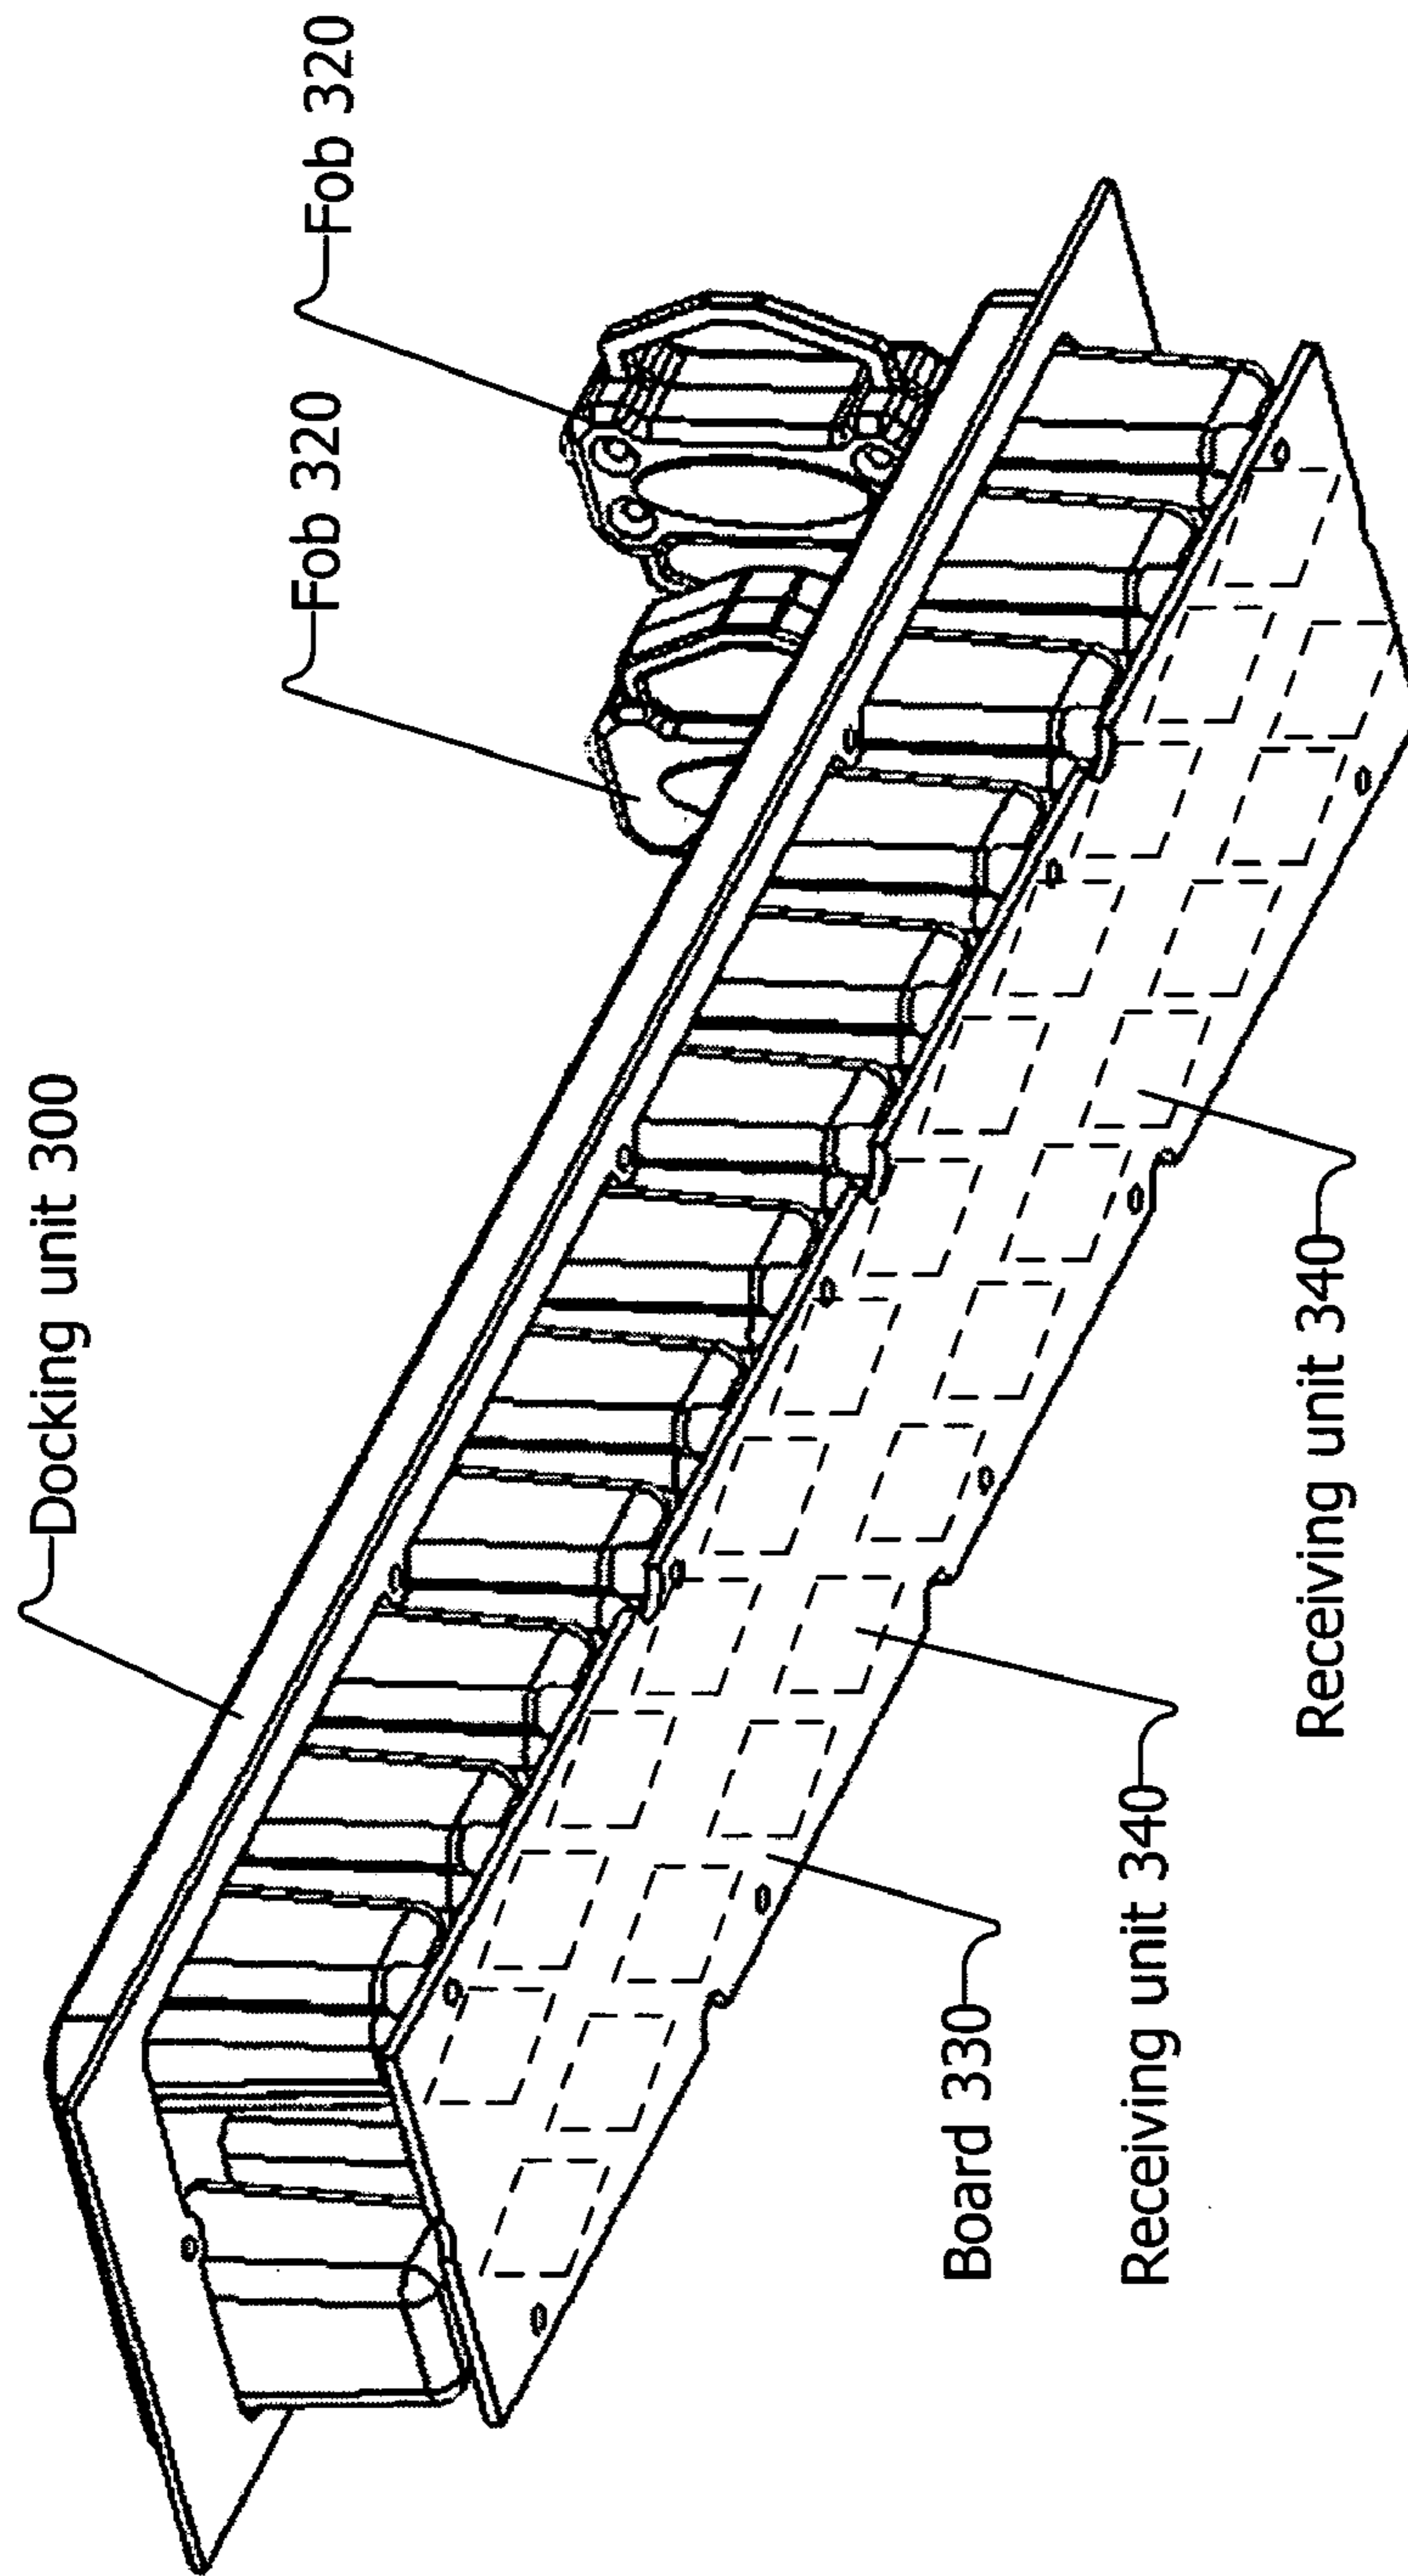 Docking unit 300
Fob 320
Fob 320
Board 330
Receiving unit 340
Receiving unit 340